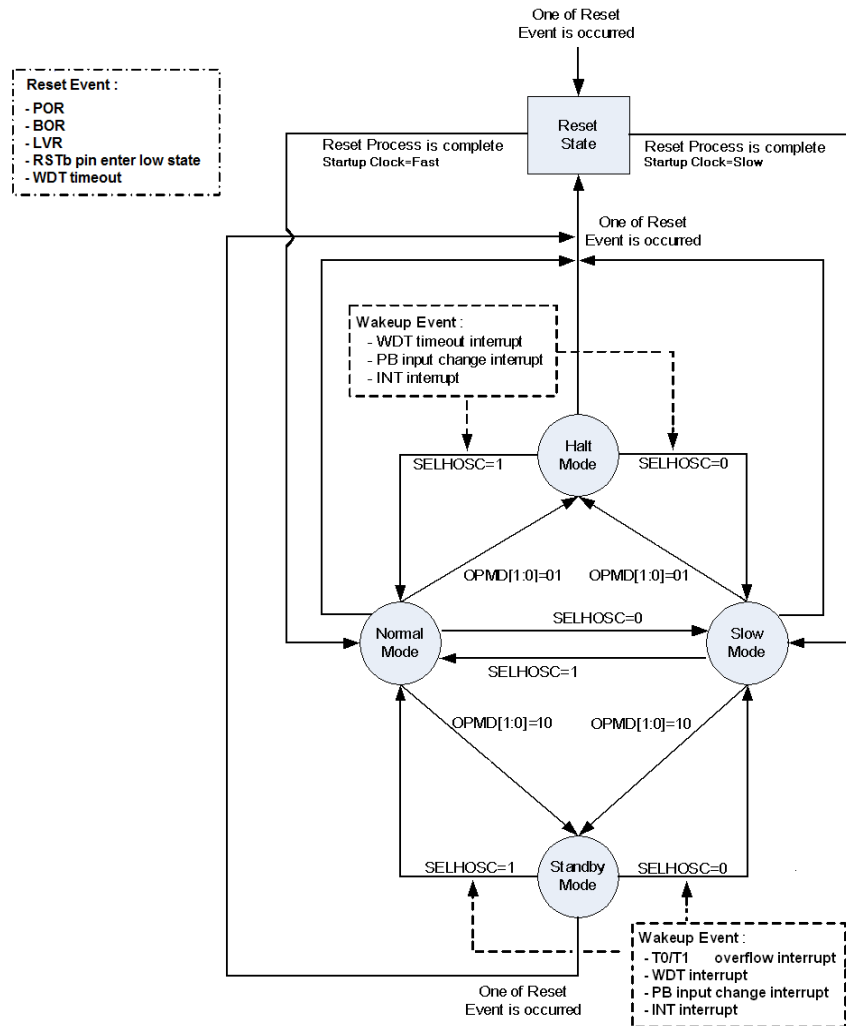 One of Reset
Event is occurred
Reset Event :
- POR
- BOR
- LVR
- RSTb pin enter low state
- WDT timeout
Reset
State
Reset Process is complete
Startup Clock=Fast
Reset Process is complete
Startup Clock=Slow
One of Reset
Event is occurred
Wakeup Event :
- WDT timeout interrupt
- PB input change interrupt
- INT interrupt
Halt
Mode
SELHOSC=1
SELHOSC=0
OPMD[1:0]=01
OPMD[1:0]=01
Normal
Mode
SELHOSC=0
Slow
Mode
SELHOSC=1
OPMD[1:0]=10
OPMD[1:0]=10
SELHOSC=1
Standby
Mode
SELHOSC=0
Wakeup Event :
- T0/T1 overflow interrupt
- WDT interrupt
- PB input change interrupt
- INT interrupt
One of Reset
Event is occurred